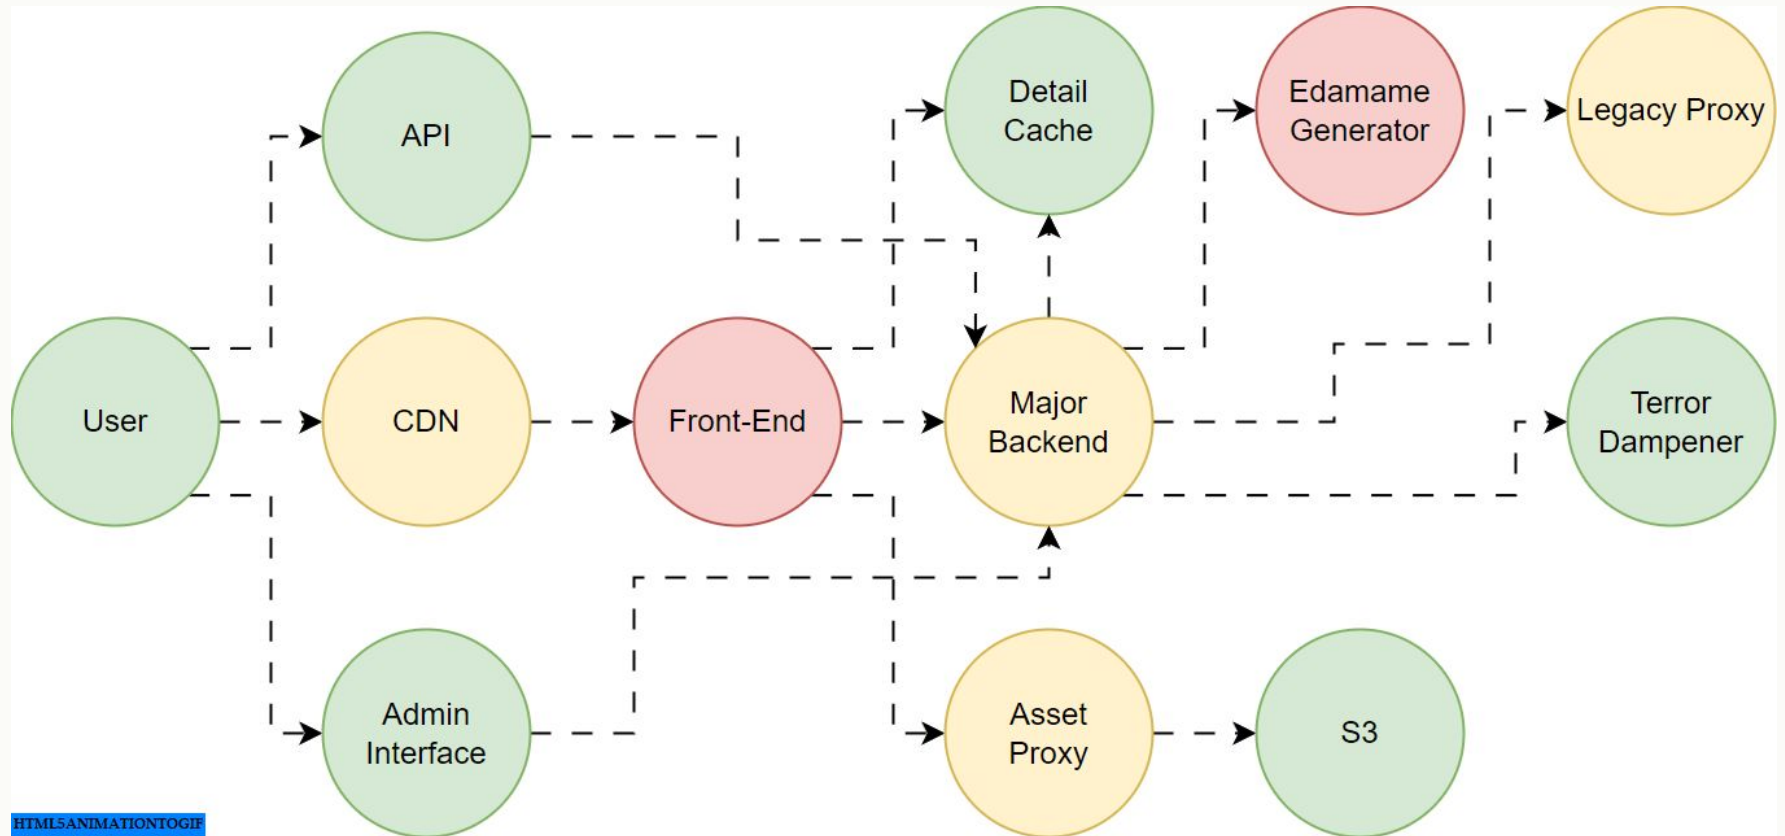 Detail
Cache
Edamame
Generator
Legacy Proxy
API
User
CDN
Front-End
Major
Backend
Terror
Dampener
Admin
Interface
Asset
Proxy
S3
HTML5ANIMATIONTOGIF